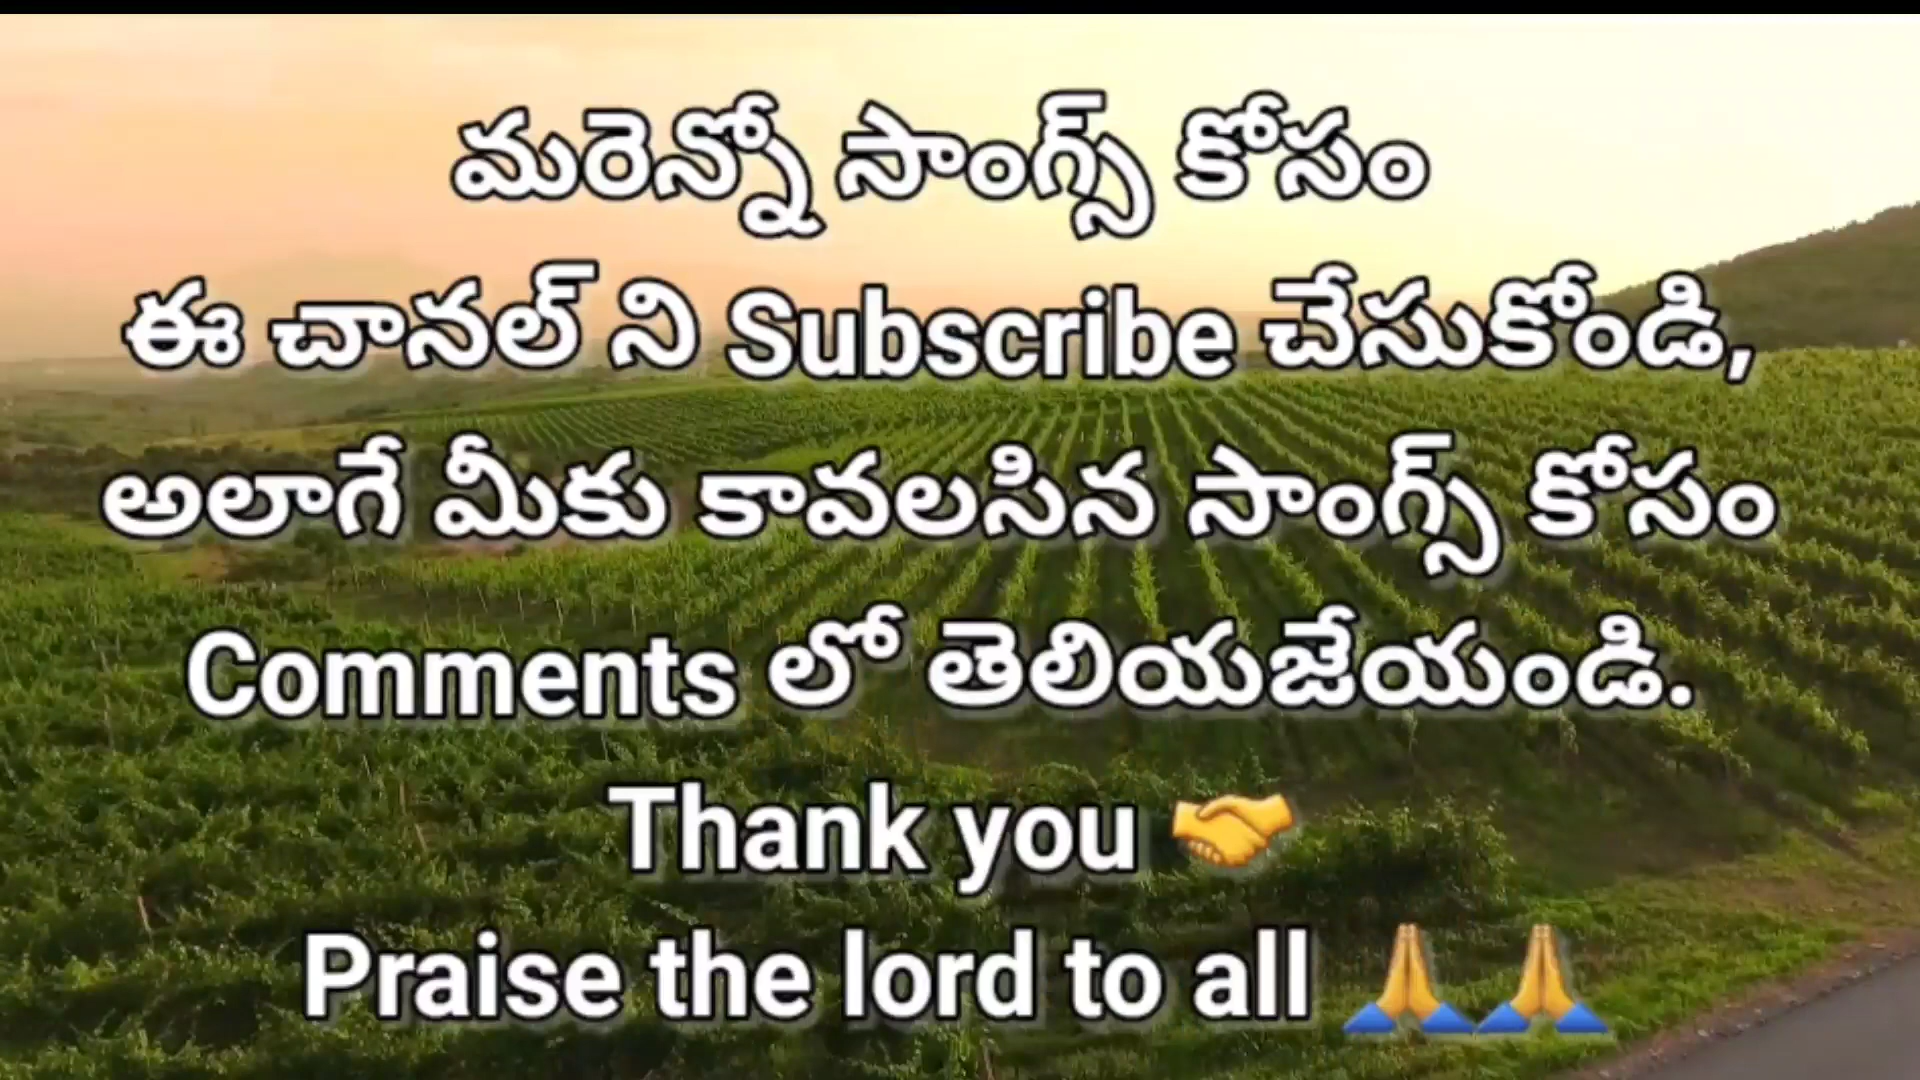 మరెన్నో సాంగ్స్ కోసం
ఈ చానల్ ని Subscribe చేసుకోండి,
అలాగే మీకు కావలసిన సాంగ్స్ కోసం
Comments లో తెలియజేయండి.
Thank you 🤝
Praise the lord to all 🙏🙏